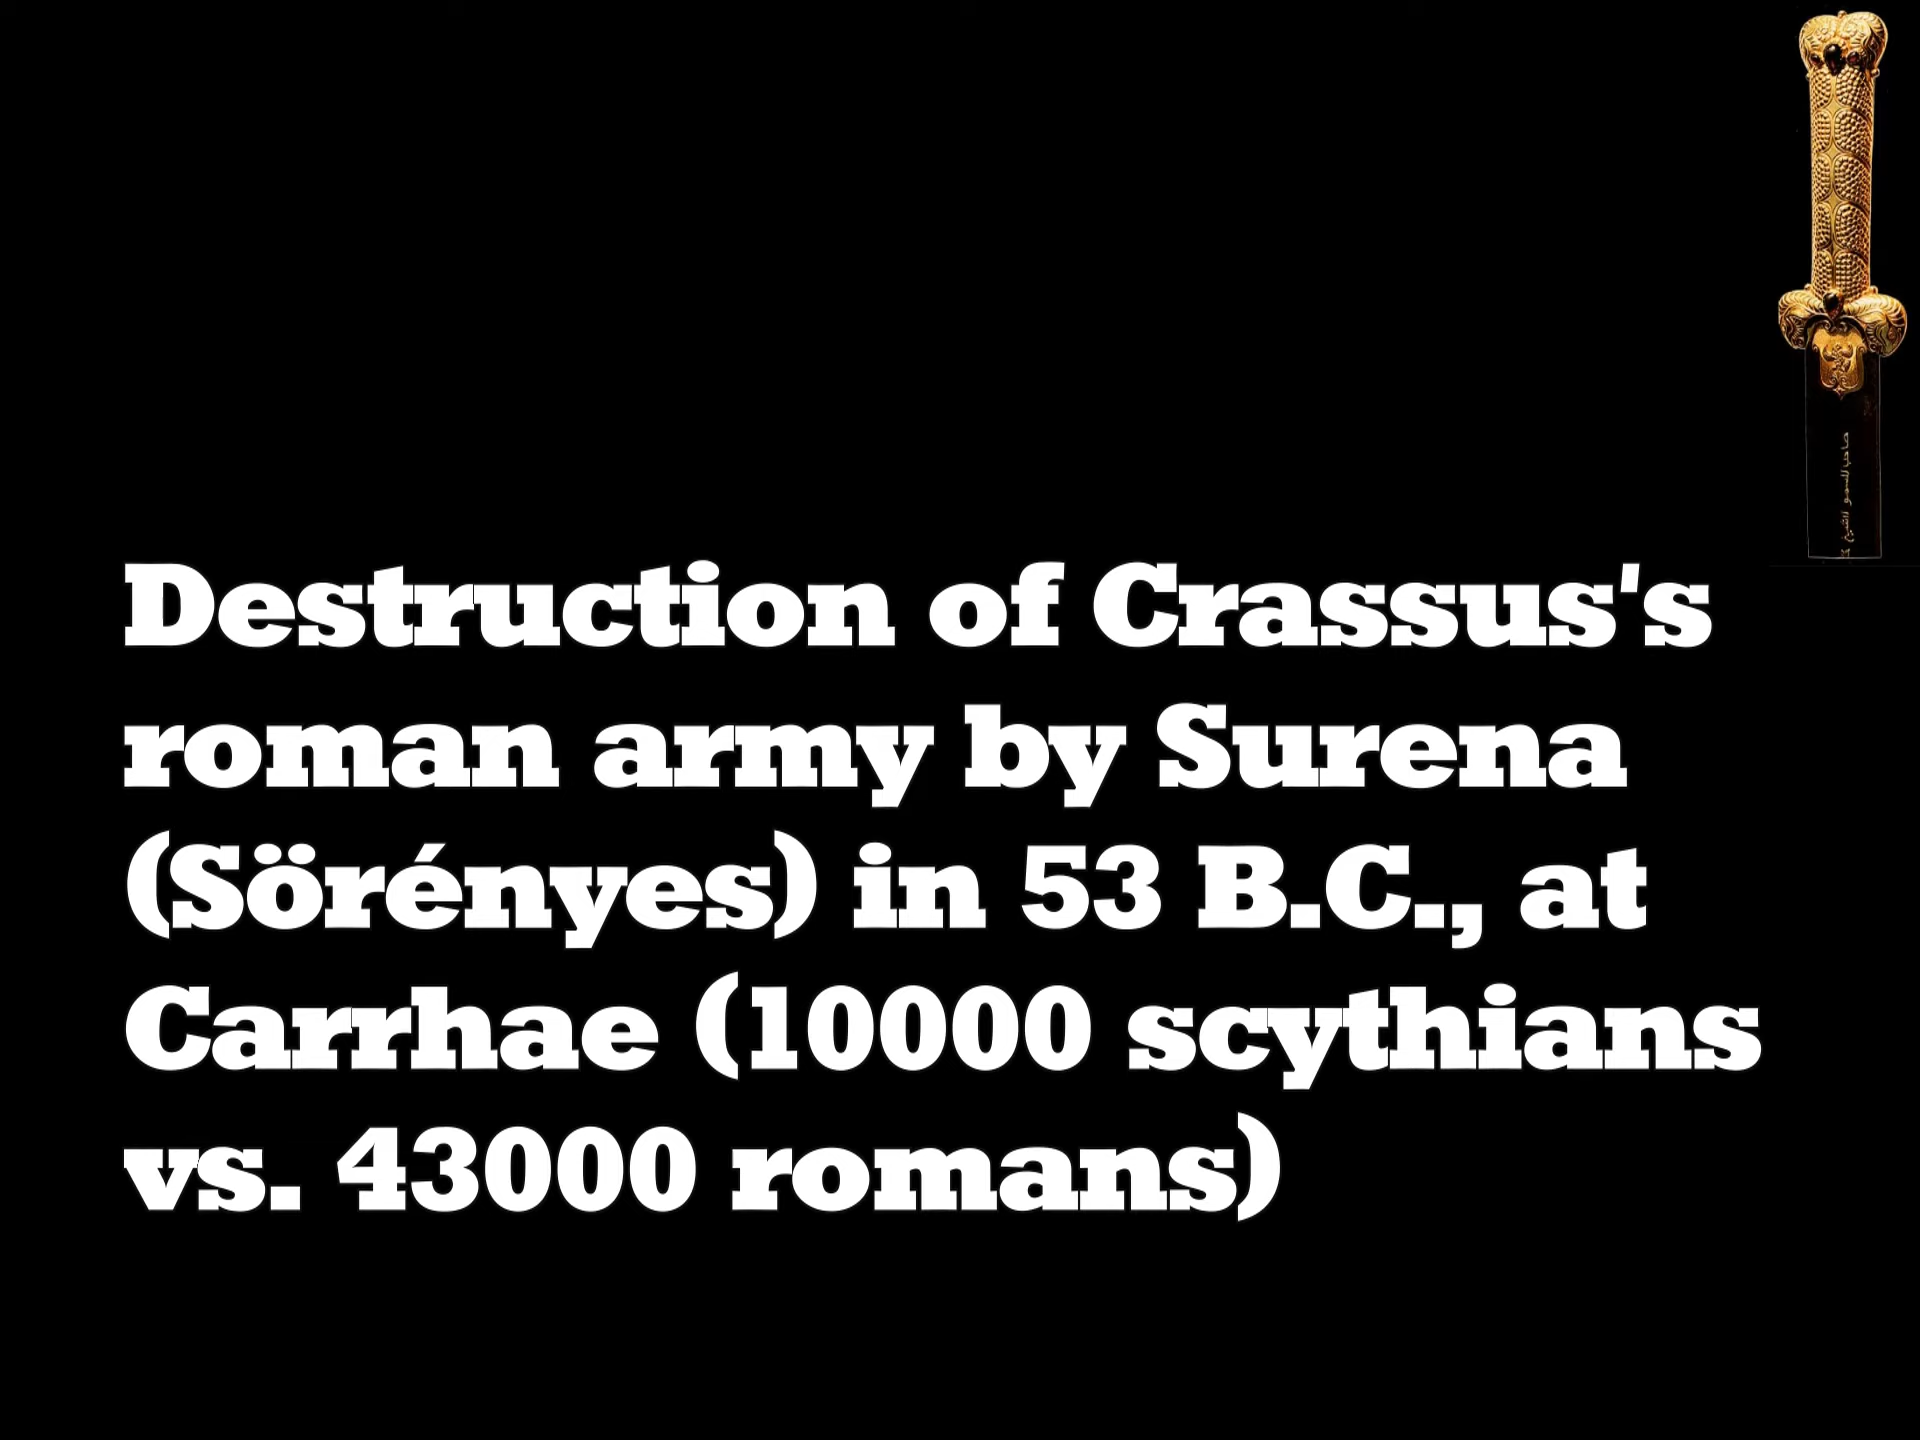 Destruction of Crassus's
roman army by Surena
(Sörényes) in 53 B.C., at
Carrhae (10000 scythians
vs. 43000 romans)